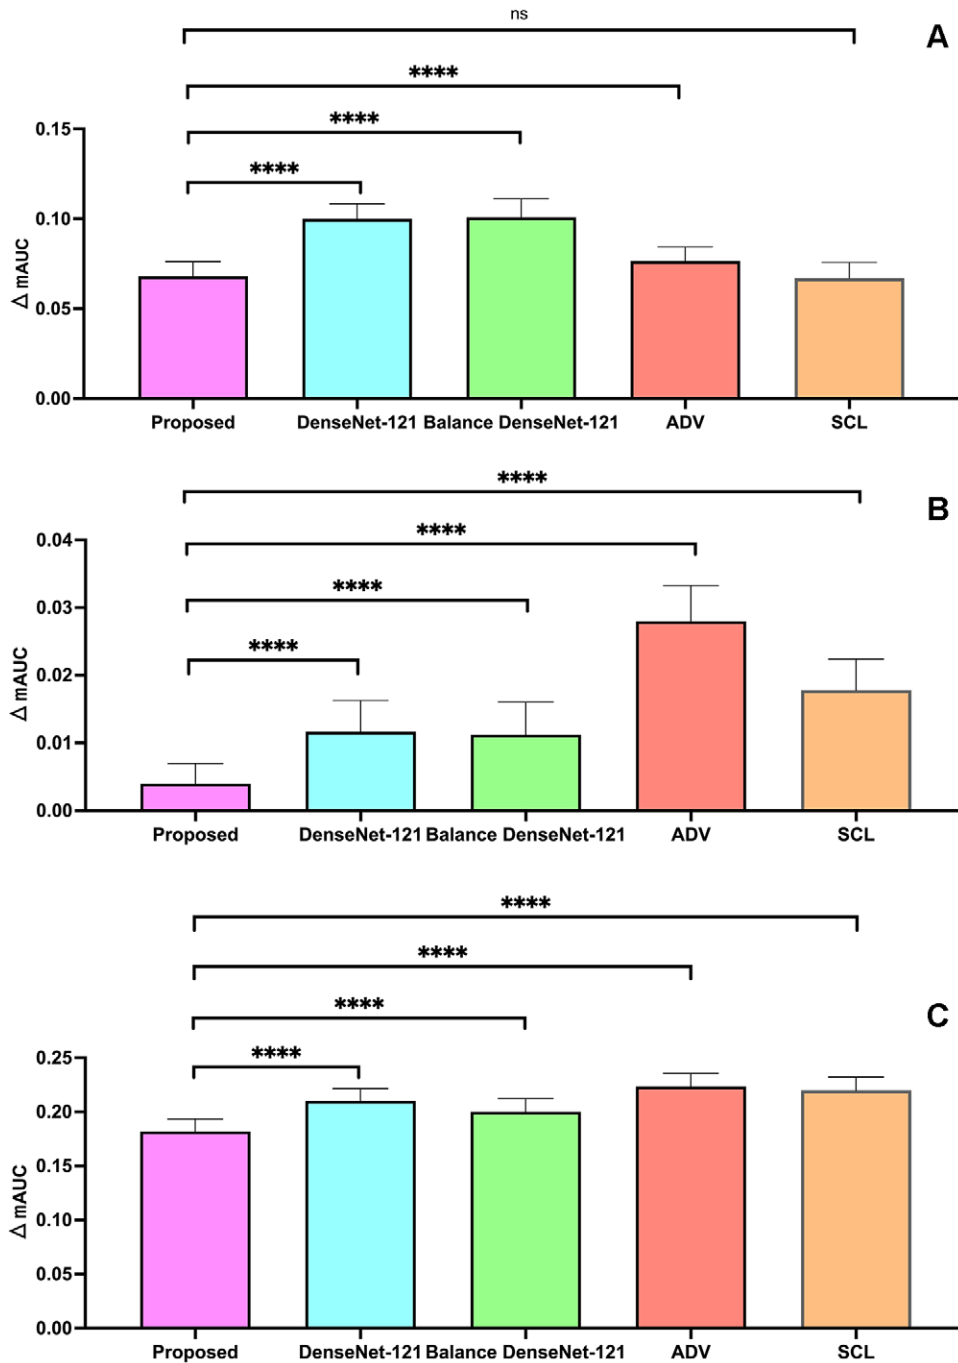 ns
A
****
****
****
0.15
0.10
0.05
0.00
Δ mAUC
Proposed DenseNet-121 Balance DenseNet-121 ADV SCL
****
B
****
****
****
0.04
0.03
0.02
0.01
0.00
Δ mAUC
Proposed DenseNet-121 Balance DenseNet-121 ADV SCL
****
****
****
C
****
0.25
0.20
0.15
0.10
0.05
0.00
Δ mAUC
Proposed DenseNet-121 Balance DenseNet-121 ADV SCL